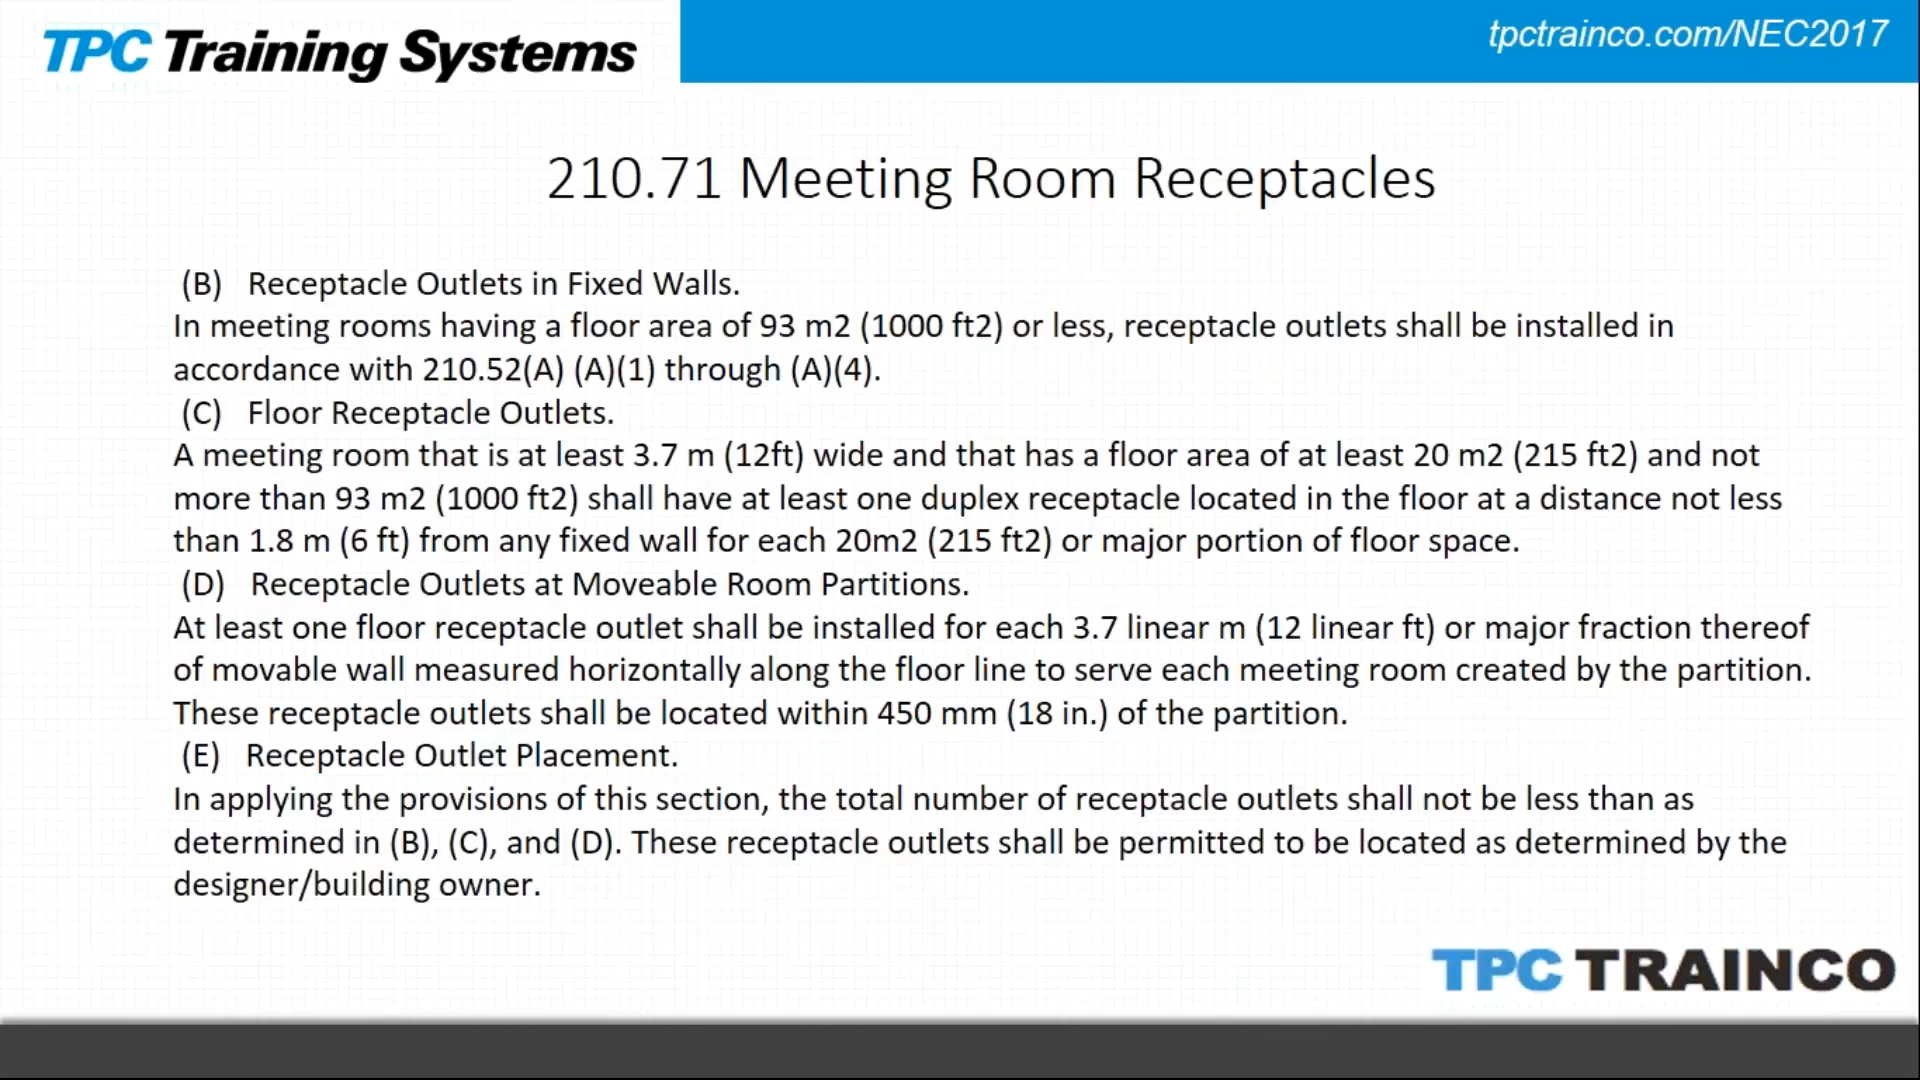 TPC Training Systems
tpctrainco.com/NEC2017
210.71 Meeting Room Receptacles
(B) Receptacle Outlets in Fixed Walls.
In meeting rooms having a floor area of 93 m2 (1000 ft2) or less, receptacle outlets shall be installed in
accordance with 210.52(A) (A)(1) through (A)(4).
(C) Floor Receptacle Outlets.
A meeting room that is at least 3.7 m (12ft) wide and that has a floor area of at least 20 m2 (215 ft2) and not
more than 93 m2 (1000 ft2) shall have at least one duplex receptacle located in the floor at a distance not less
than 1.8 m (6 ft) from any fixed wall for each 20m2 (215 ft2) or major portion of floor space.
(D) Receptacle Outlets at Moveable Room Partitions.
At least one floor receptacle outlet shall be installed for each 3.7 linear m (12 linear ft) or major fraction thereof
of movable wall measured horizontally along the floor line to serve each meeting room created by the partition.
These receptacle outlets shall be located within 450 mm (18 in.) of the partition.
(E) Receptacle Outlet Placement.
In applying the provisions of this section, the total number of receptacle outlets shall not be less than as
determined in (B), (C), and (D). These receptacle outlets shall be permitted to be located as determined by the
designer/building owner.
TPC TRAINCO